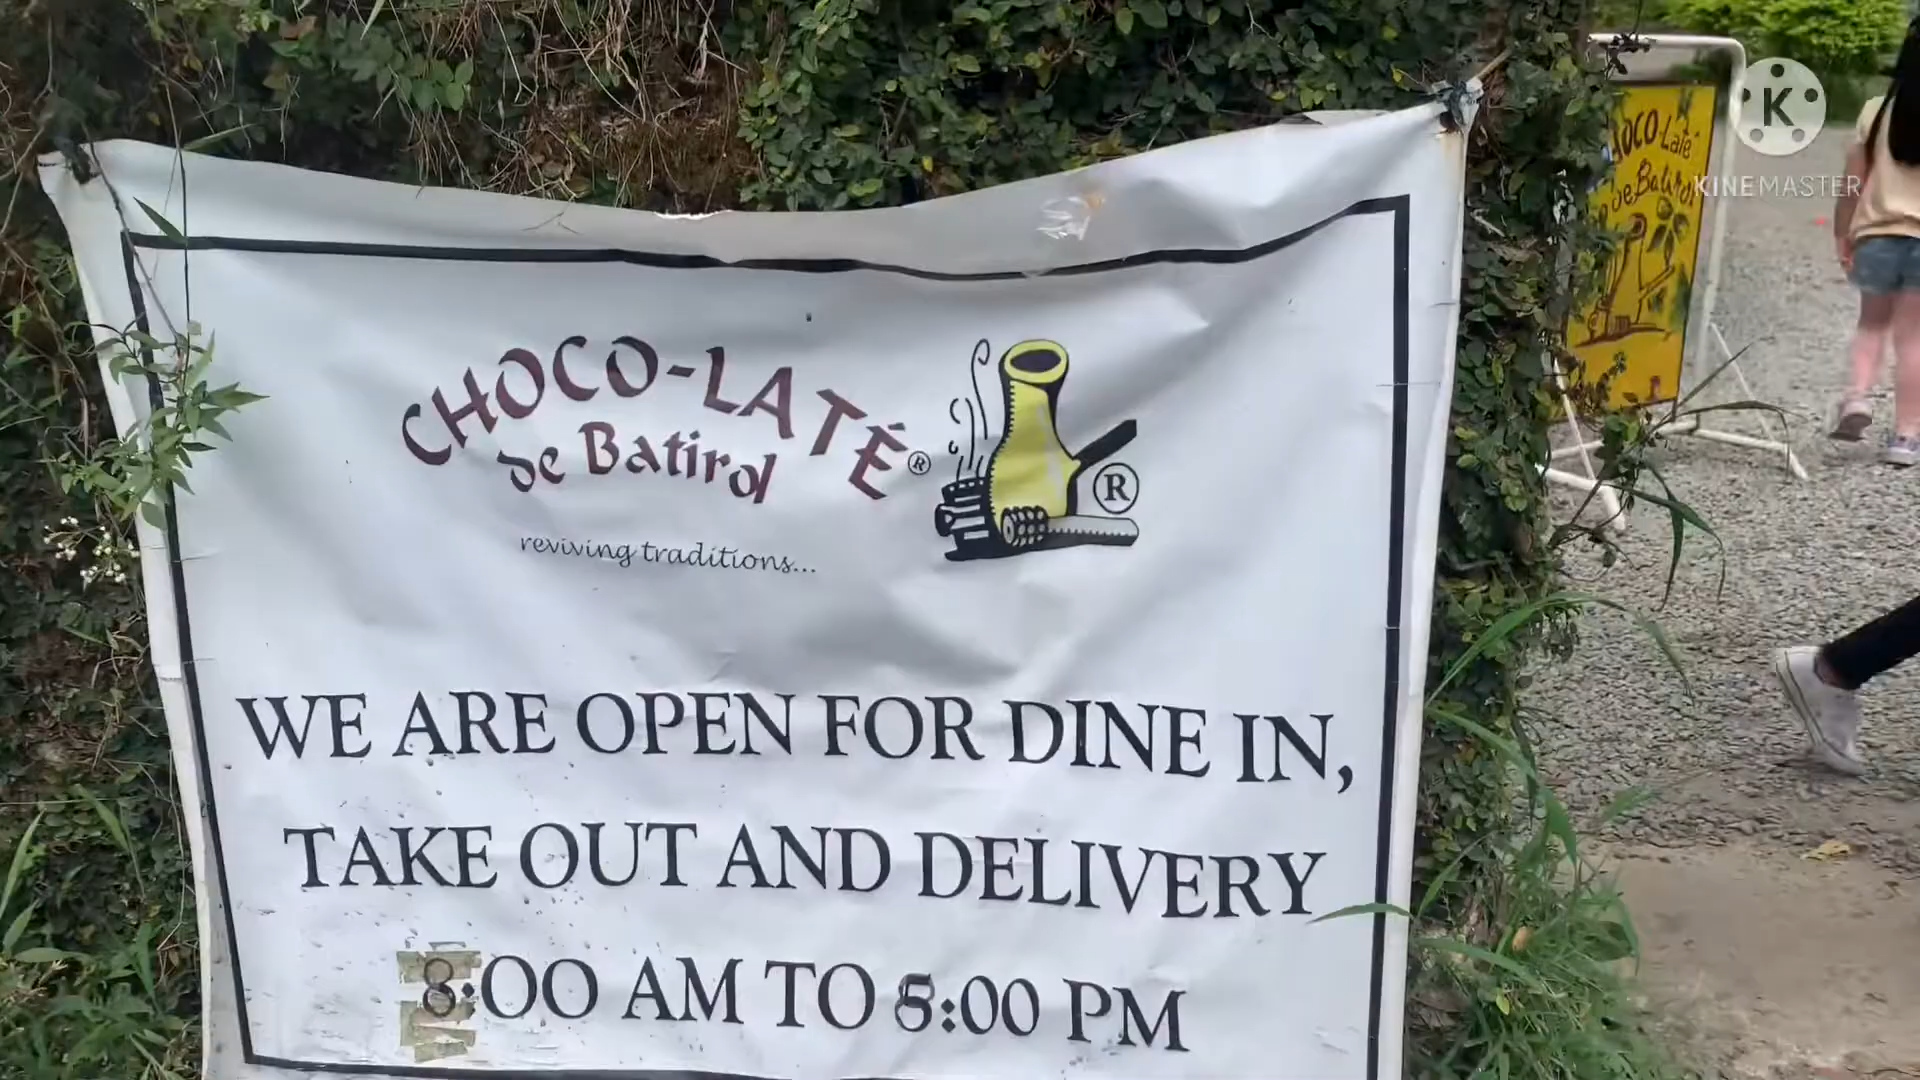 CHOCO-LATÉ®
de Batirol
®
reviving traditions...
WE ARE OPEN FOR DINE IN,
TAKE OUT AND DELIVERY
8:00 AM TO 8:00 PM
CHOCO-Laté
de Batirol
K
KINEMASTER